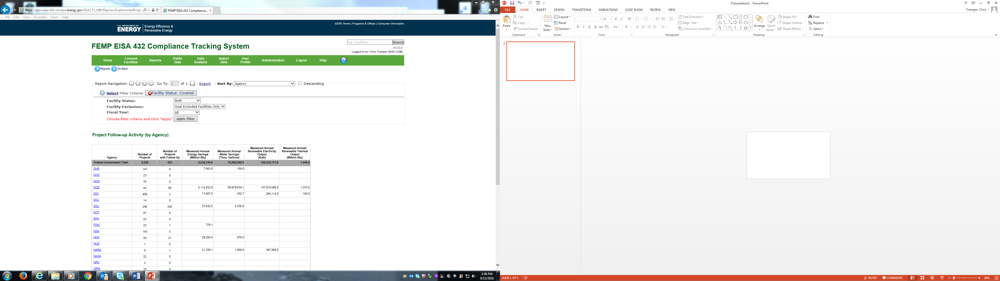 https://www.eisa-432-cts.eere.energy.gov/EISACTS_MIR/Reports/ImplementedProjec
FEMP EISA 432 Compliance...
File Edit View Favorites Tools Help
U.S. DEPARTMENT OF
ENERGY
Energy Efficiency &
Renewable Energy
EERE Home | Programs & Offices | Consumer Information
eg: Facilities Search
FEMP EISA 432 Compliance Tracking System
v4.0.0.0
Logged in as: Chris Tremper (DOE-COM)
Home Covered Facilities Reports Public Data Data Analysis Import Data User Profile Administration Logout Help ?
Reports Go Back
Report Navigation: | Go To: 1 of 1 | Export | Sort By: Agency Descending
Select Filter Criteria: Facility Status: Covered
Facility Status: Both
Facility Exclusions: Goal Excluded Facilities Only
Fiscal Year: All
Choose filter criteria and click "Apply" Apply Filter
Project Follow-up Activity (by Agency)
Agency Number of Projects Number of Projects with Follow-Up Measured Annual Energy Savings (Million Btu) Measured Annual Water Savings (Thou. Gallons) Measured Annual Renewable Electricity Output (Kwh) Measured Annual Renewable Thermal Output (Million Btu)
Federal Government Total 2,525 453 5,532,344.9 70,062,948.0 142,532,117.8 1,445.6
DHS 147 9 7,563.8 159.0
DOC 23 0
DOD 78 0
DOE 94 80 5,114,252.0 69,979,634.1 137,019,590.8 1,337.6
DOI 409 2 17,607.8 432.7 294,114.0 108.0
DOJ 14 0
DOL 246 245 37,632.5 4,336.0
DOT 97 0
EPA 22 0
FDIC 23 1 778.1
GSA 143 0
HHS 44 21 29,250.4 878.0
HUD 1 0
NARA 8 1 21,338.1 1,068.0 397,566.0
NASA 22 0
NRC 2 0
OPM 10 0
3:38 PM
9/13/2016
Presentation1 - PowerPoint
FILE HOME INSERT DESIGN TRANSITIONS ANIMATIONS SLIDE SHOW REVIEW VIEW
Tremper, Chris
Paste Cut Copy Format Painter
Clipboard
New Slide Layout Reset Section
Slides
24
B I U S abc AV Aa A
Font
Text Direction
Align Text
Convert to SmartArt
Paragraph
Arrange Quick Styles Shape Fill Shape Outline Shape Effects
Drawing
Find
Replace
Select
Editing
1
SLIDE 1 OF 1
NOTES COMMENTS 26%